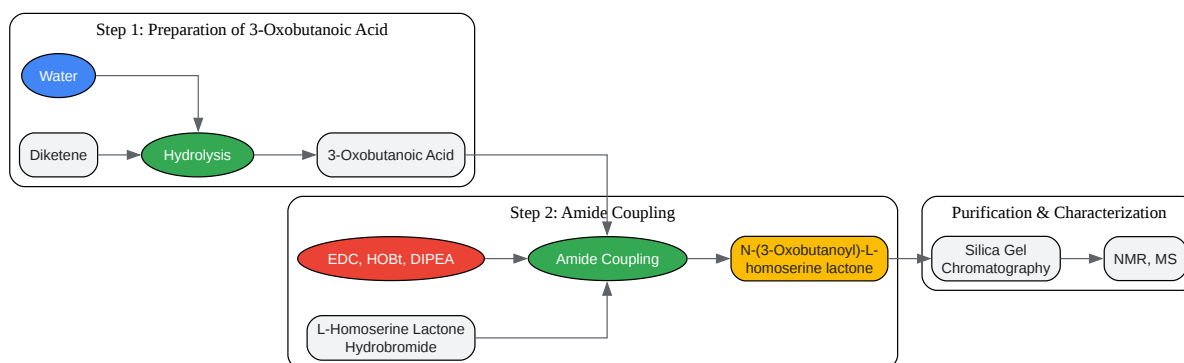 Step 1: Preparation of 3-Oxobutanoic Acid
Water
Diketene
Hydrolysis
3-Oxobutanoic Acid
Step 2: Amide Coupling
EDC, HOBt, DIPEA
Amide Coupling
N-(3-Oxobutanoyl)-L-
homoserine lactone
L-Homoserine Lactone
Hydrobromide
Purification & Characterization
Silica Gel
Chromatography
NMR, MS